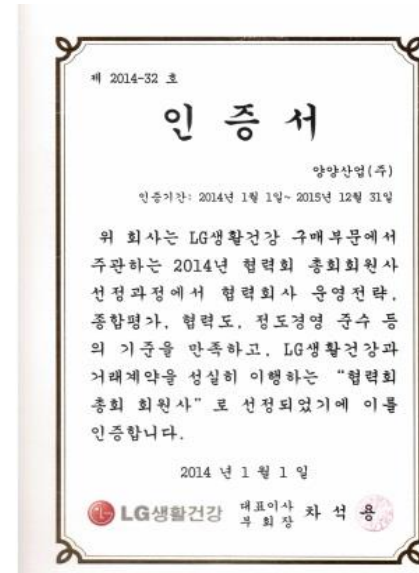 제 2014-32 호
인 증 서
양양산업(주)
인증기간: 2014년 1월 1일~ 2015년 12월 31일
위 회사는 LG생활건강 구매부문에서
주관하는 2014년 협력회 총회회원사
선정과정에서 협력회사 운영전략,
종합평가, 협력도, 정도경영 준수 등
의 기준을 만족하고, LG생활건강과
거래계약을 성실히 이행하는 “협력회
총회 회원사” 로 선정되었기에 이를
인증합니다.
2014 년 1 월 1 일
LG생활건강 대표이사 부 회 장 차 석 용